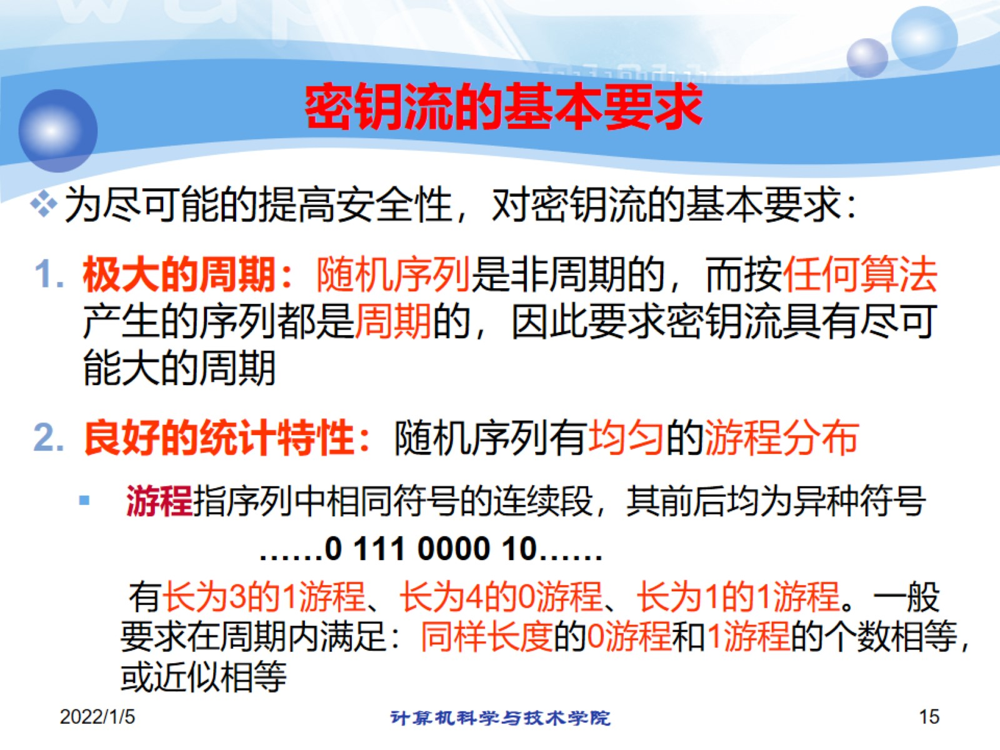 密钥流的基本要求
为尽可能的提高安全性，对密钥流的基本要求：
1. 极大的周期：随机序列是非周期的，而按任何算法
产生的序列都是周期的，因此要求密钥流具有尽可
能大的周期
2. 良好的统计特性：随机序列有均匀的游程分布
游程指序列中相同符号的连续段，其前后均为异种符号
……0 111 0000 10……
有长为3的1游程、长为4的0游程、长为1的1游程。一般
要求在周期内满足：同样长度的0游程和1游程的个数相等，
或近似相等
2022/1/5
计算机科学与技术学院
15